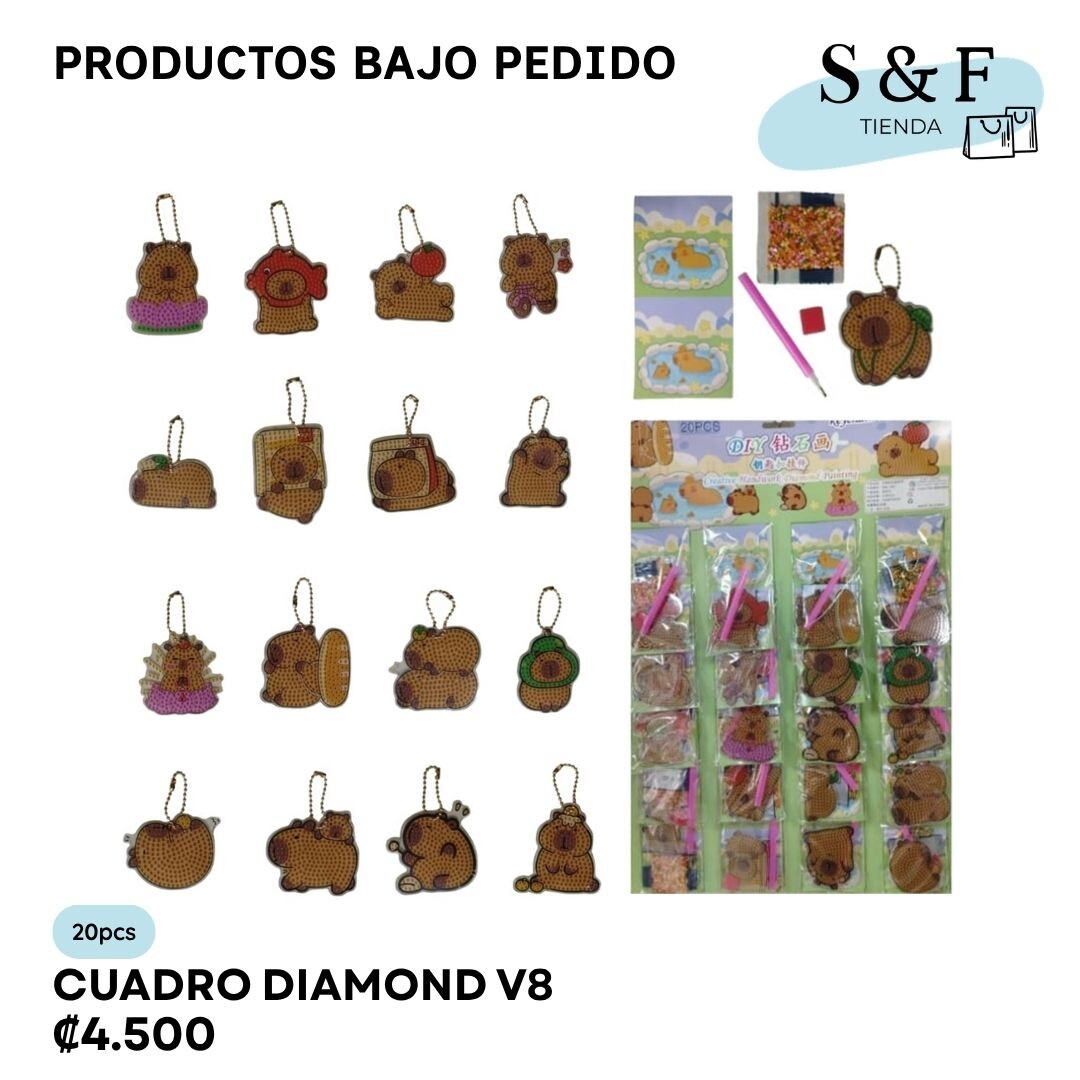 PRODUCTOS BAJO PEDIDO
S & F
TIENDA
20PCS
DIY 钻石画
Creative Handwork Diamond Painting
20pcs
CUADRO DIAMOND V8
₡4.500